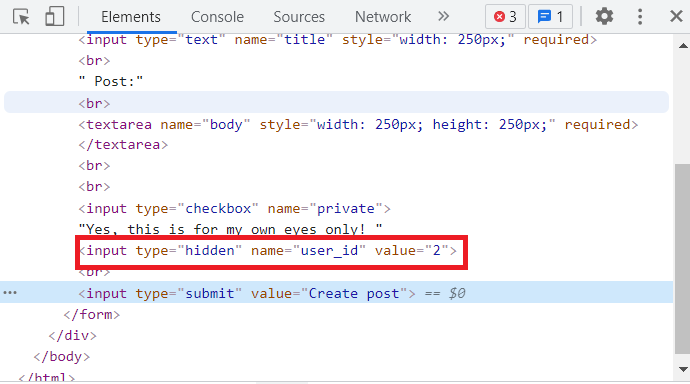 Elements Console Sources Network » 3 1
<input type="text" name="title" style="width: 250px;" required>
<br>
" Post:"
<br>
<textarea name="body" style="width: 250px; height: 250px;" required>
</textarea>
<br>
<br>
<input type="checkbox" name="private">
"Yes, this is for my own eyes only! "
<input type="hidden" name="user_id" value="2">
<br>
... <input type="submit" value="Create post"> == $0
</form>
</div>
</body>
</html>